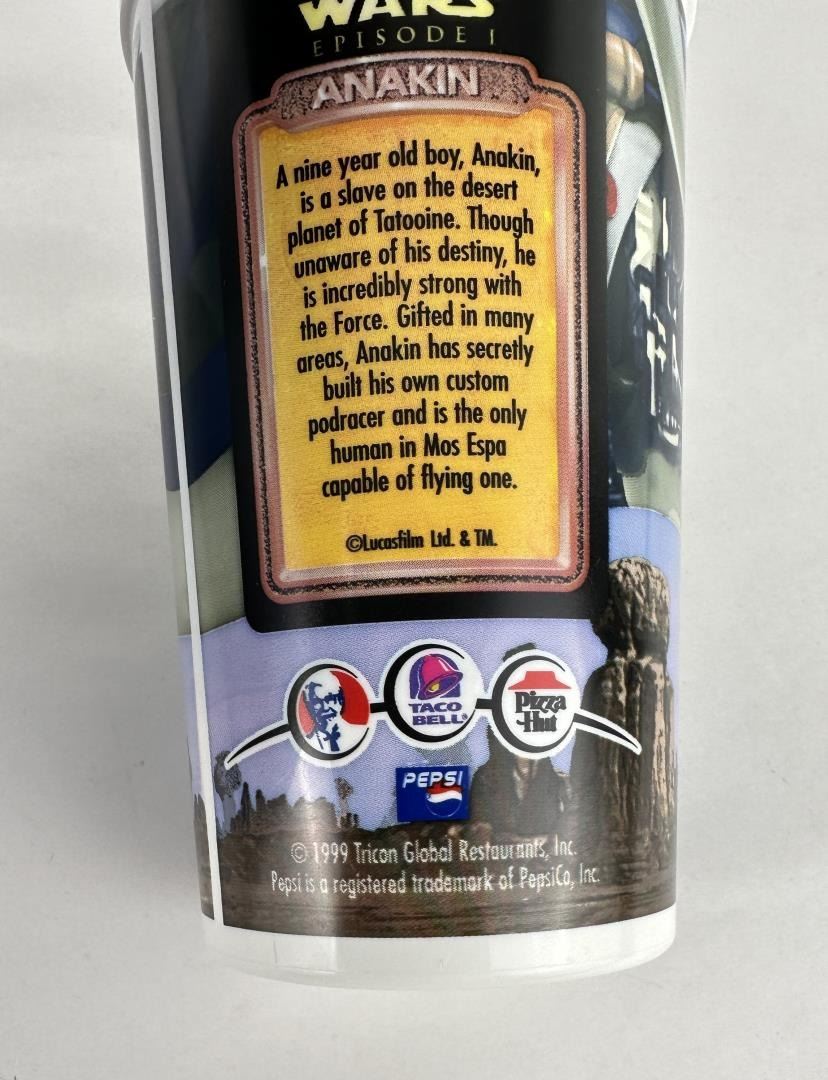 WARS
EPISODE I
ANAKIN
A nine year old boy, Anakin,
is a slave on the desert
planet of Tatooine. Though
unaware of his destiny, he
is incredibly strong with
the Force. Gifted in many
areas, Anakin has secretly
built his own custom
podracer and is the only
human in Mos Espa
capable of flying one.
©Lucasfilm Ltd. & TM.
TACO
BELL®
Pizza
Hut
PEPSI
© 1999 Tricon Global Restaurants, Inc.
Pepsi is a registered trademark of PepsiCo, Inc.